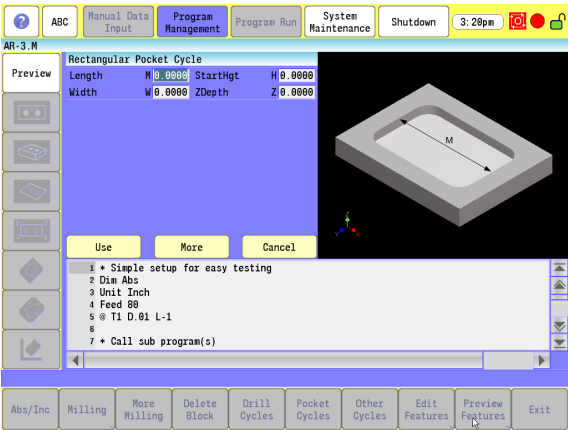 ?
ABC
Manual Data Input
Program Management
Program Run
System Maintenance
Shutdown
3:20pm
AR-3.M
Preview
Rectangular Pocket Cycle
Length M 0.0000 StartHgt H 0.0000
Width W 0.0000 ZDepth Z 0.0000
M
Z
Y X
Use More Cancel
1 * Simple setup for easy testing
2 Dim Abs
3 Unit Inch
4 Feed 80
5 @ T1 D.01 L-1
6
7 * Call sub program(s)
Abs/Inc
Milling
More Milling
Delete Block
Drill Cycles
Pocket Cycles
Other Cycles
Edit Features
Preview Features
Exit